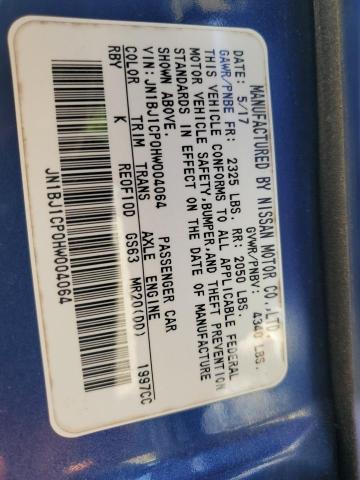 MANUFACTURED BY NISSAN MOTOR CO.,LTD.
DATE: 5/17 GVWR/PNBV: 4340 LBS.
GAWR/PNBE FR: 2325 LBS. RR: 2050 LBS.
THIS VEHICLE CONFORMS TO ALL APPLICABLE FEDERAL
MOTOR VEHICLE SAFETY,BUMPER,AND THEFT PREVENTION
STANDARDS IN EFFECT ON THE DATE OF MANUFACTURE
SHOWN ABOVE.
VIN:JN1BJ1CP0HW004064 PASSENGER CAR
COLOR TRIM TRANS AXLE ENGINE
RBY K RE0F10D GS63 MR20(DD) 1997CC
JN1BJ1CP0HW004064